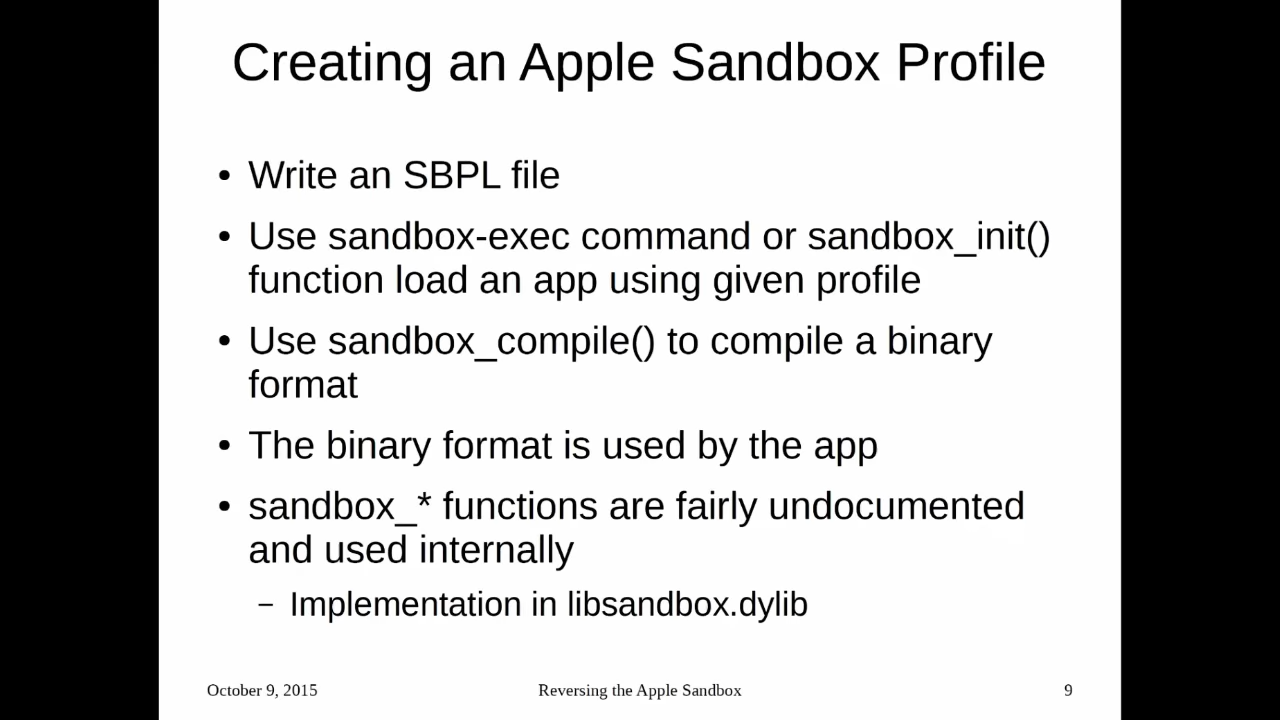 Creating an Apple Sandbox Profile
• Write an SBPL file
• Use sandbox-exec command or sandbox_init()
function load an app using given profile
• Use sandbox_compile() to compile a binary
format
• The binary format is used by the app
• sandbox_* functions are fairly undocumented
and used internally
– Implementation in libsandbox.dylib
October 9, 2015 Reversing the Apple Sandbox 9